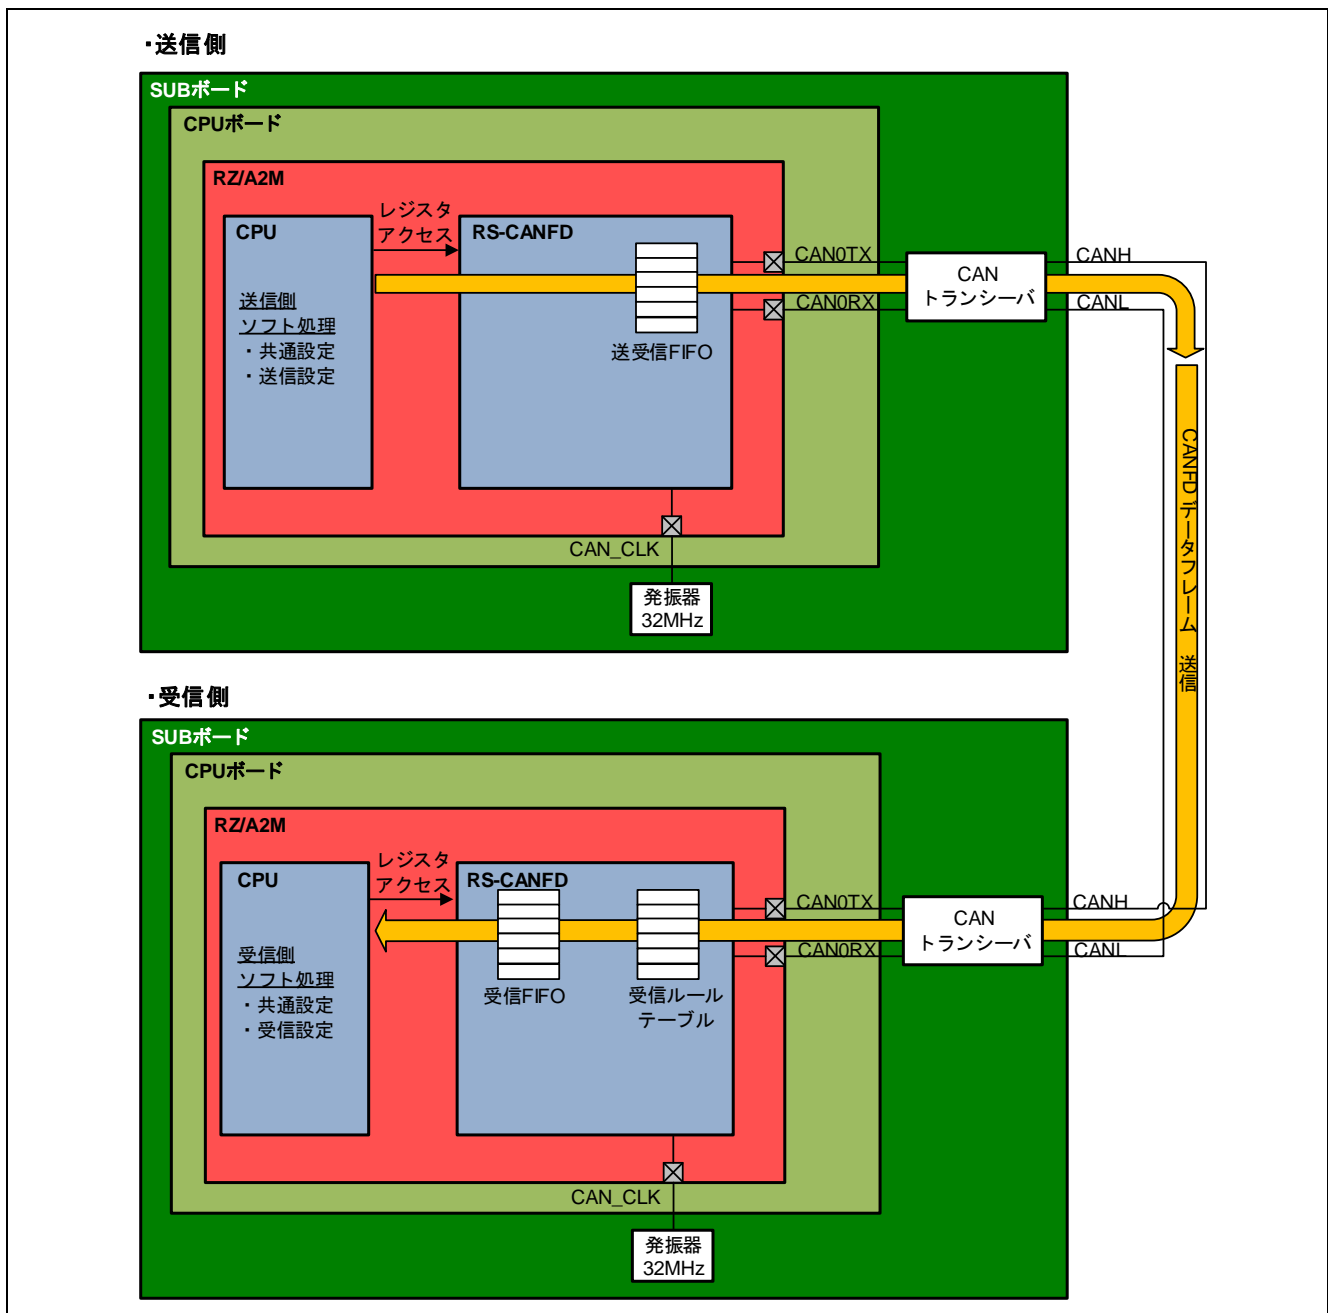 ・送信側
SUBボード
CPUボード
RZ/A2M
CPU
レジスタ
アクセス
RS-CANFD
送信側
ソフト処理
・共通設定
・送信設定
送受信FIFO
CAN0TX
CAN0RX
CAN
トランシーバ
CANH
CANL
CAN_CLK
発振器
32MHz
CANFD データフレーム 送信
・受信側
SUBボード
CPUボード
RZ/A2M
CPU
レジスタ
アクセス
RS-CANFD
受信側
ソフト処理
・共通設定
・受信設定
受信FIFO
受信ルール
テーブル
CAN0TX
CAN0RX
CAN
トランシーバ
CANH
CANL
CAN_CLK
発振器
32MHz